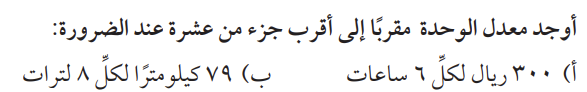 أوجد معدل الوحدة مقربًا إلى أقرب جزء من عشرة عند الضرورة:
أ) ٣٠٠ ريال لكلِّ ٦ ساعات ب) ٧٩ كيلومترًا لكلِّ ٨ لترات